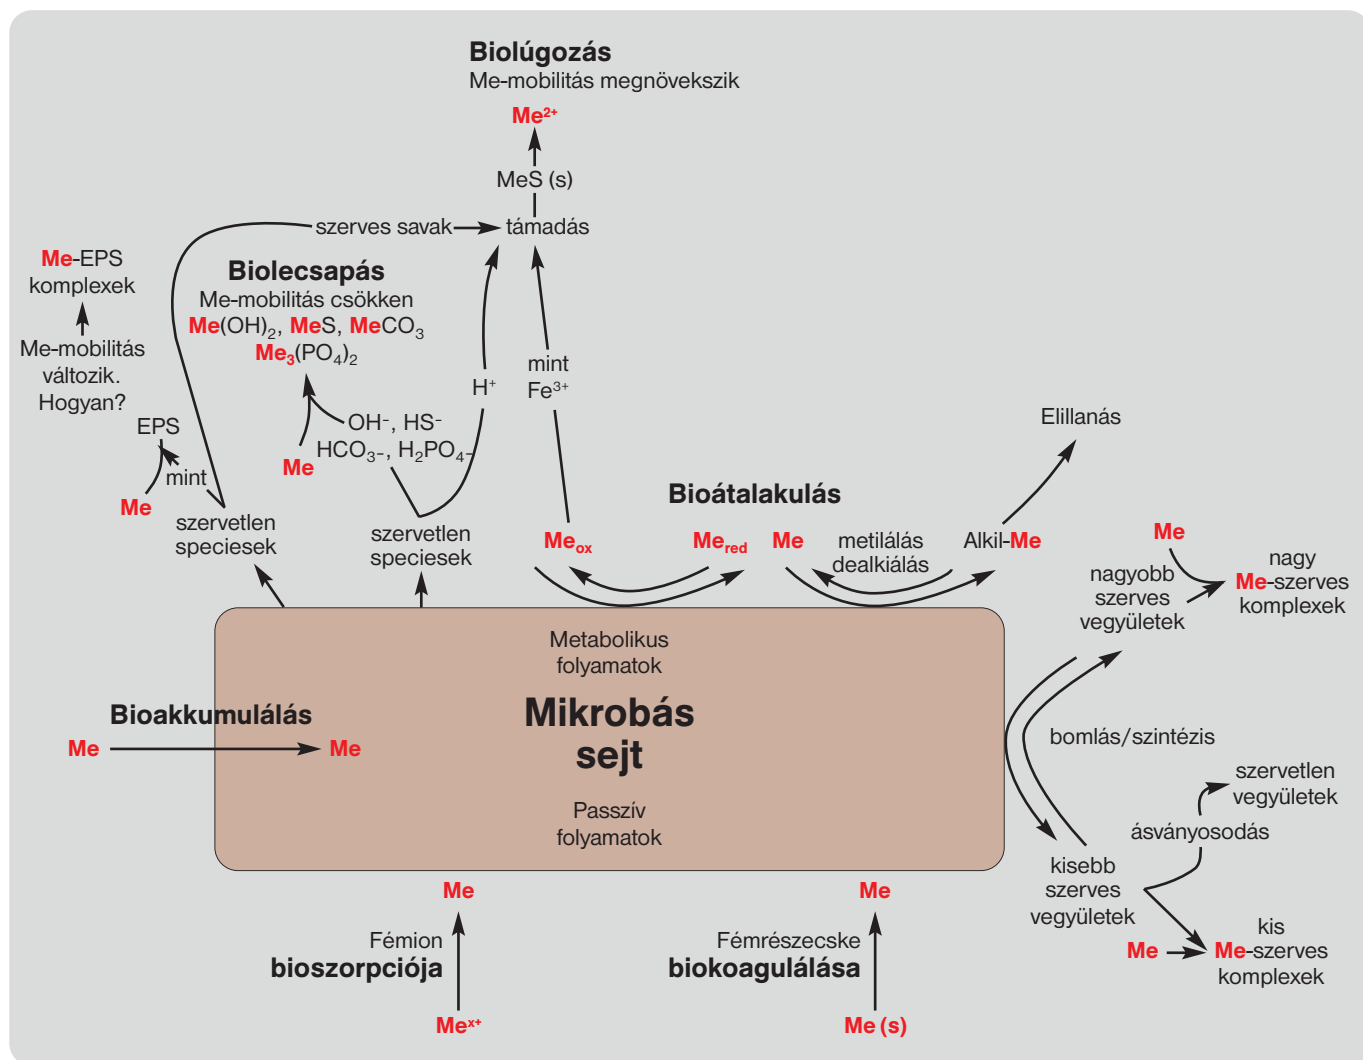 Biolúgozás
Me-mobilitás megnövekszik
Me²⁺
MeS (s)
szerves savak
támadás
Me-EPS
komplexek
Me-mobilitás
változik.
Hogyan?
EPS
mint
Me
szervetlen
speciesek
Biolecsapás
Me-mobilitás csökken
Me(OH)₂, MeS, MeCO₃
Me₃(PO₄)₂
OH⁻, HS⁻
HCO₃₋, H₂PO₄₋
Me
H⁺
szervetlen
speciesek
mint
Fe³⁺
Bioátalakulás
Meₒₓ
Me_red
Me
metilálás
dealkiálás
Alkil-Me
Elillanás
Me
nagyobb
szerves
vegyületek
nagy
Me-szerves
komplexek
Metabolikus
folyamatok
Mikrobás
sejt
Passzív
folyamatok
Bioakkumulálás
Me
Me
bomlás/szintézis
szervetlen
vegyületek
ásványosodás
kisebb
szerves
vegyületek
Me
kis
Me-szerves
komplexek
Me
Fémion
bioszorpciója
Meˣ⁺
Me
Fémrészecske
biokoagulálása
Me (s)